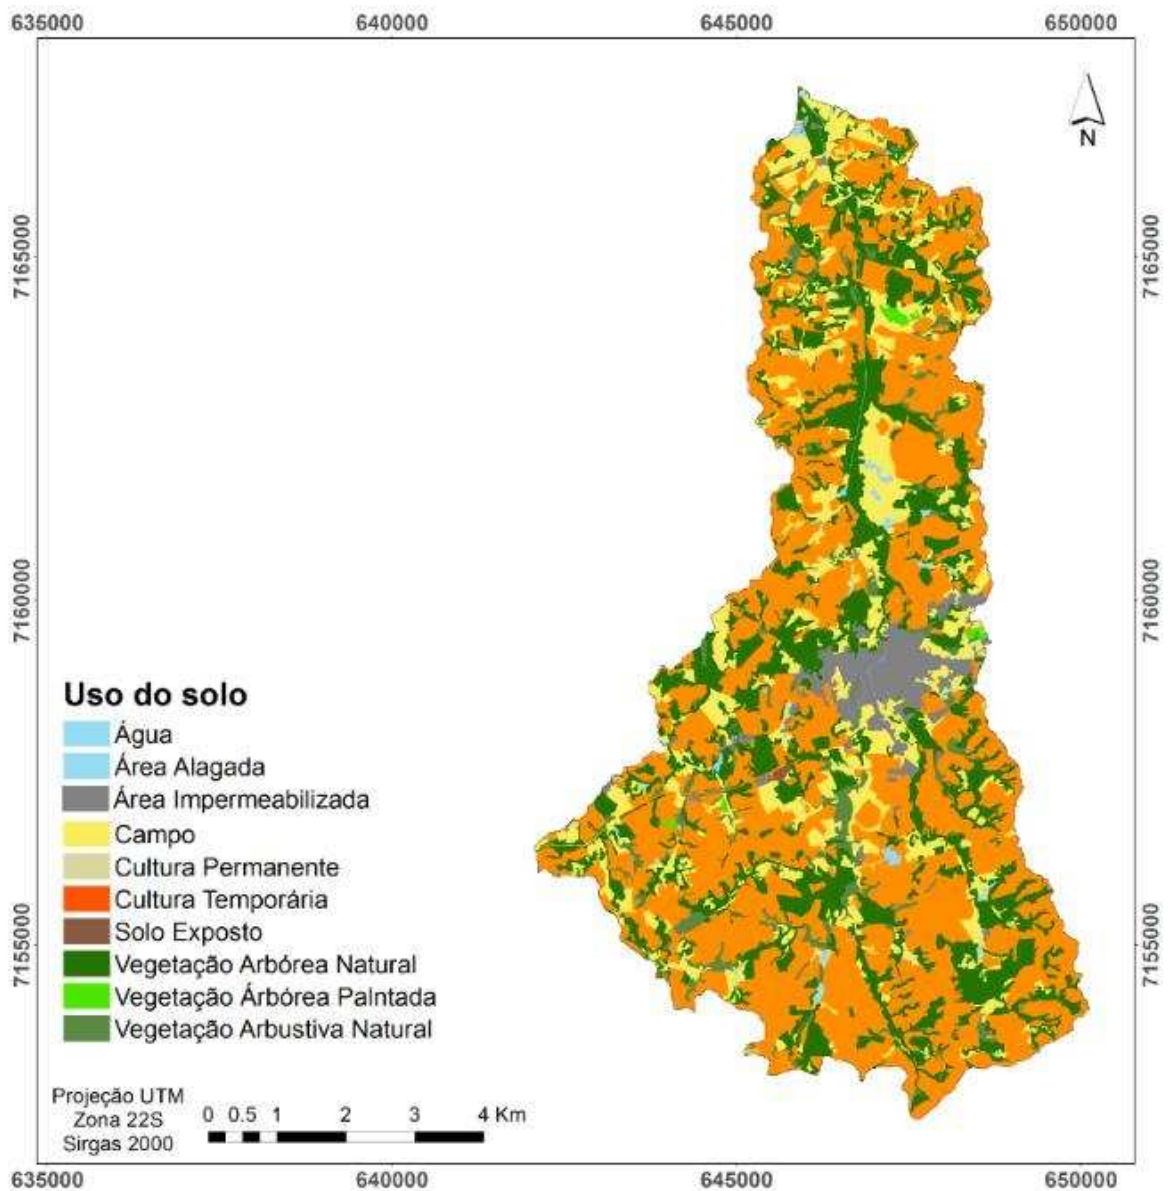 635000 640000 645000 650000
N
7165000 7165000
7160000 7160000
Uso do solo
Água
Área Alagada
Área Impermeabilizada
Campo
Cultura Permanente
Cultura Temporária
Solo Exposto
Vegetação Arbórea Natural
Vegetação Árbórea Palntada
Vegetação Arbustiva Natural
7155000 7155000
Projeção UTM
Zona 22S
Sirgas 2000
0 0.5 1 2 3 4 Km
635000 640000 645000 650000